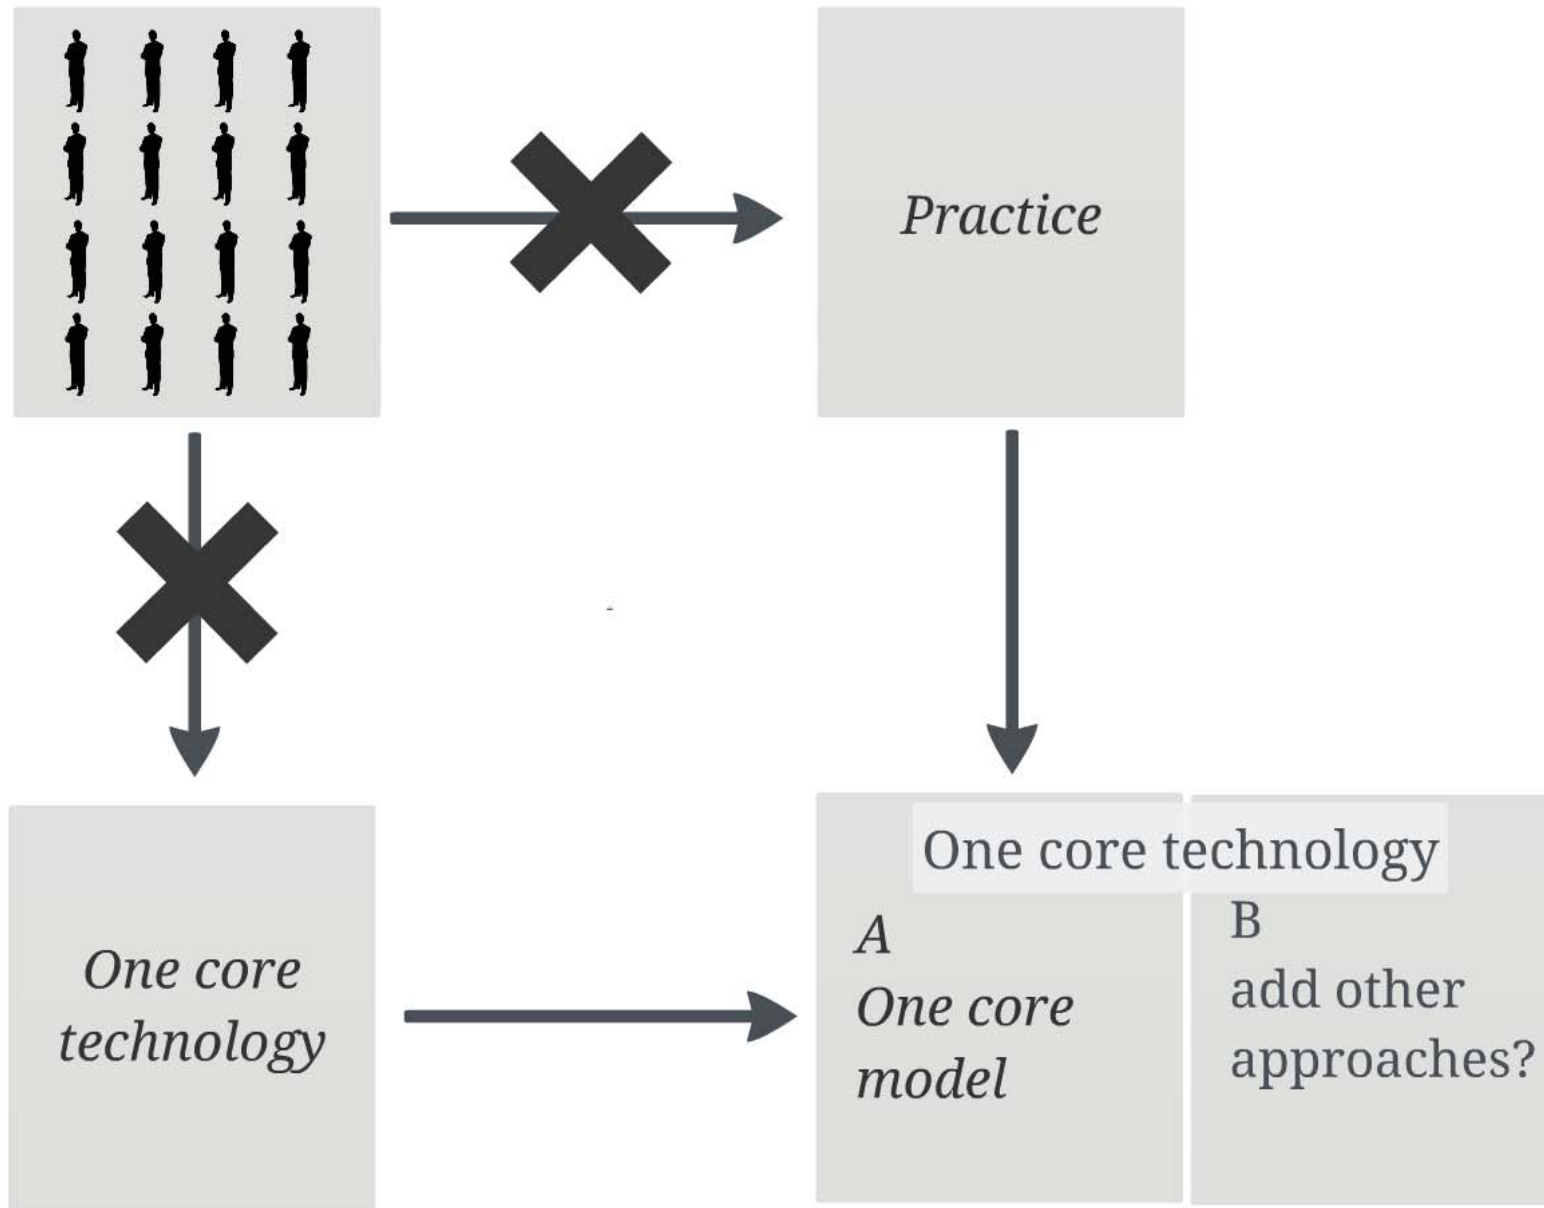 Practice
One core technology
One core
technology
A
One core
model
B
add other
approaches?